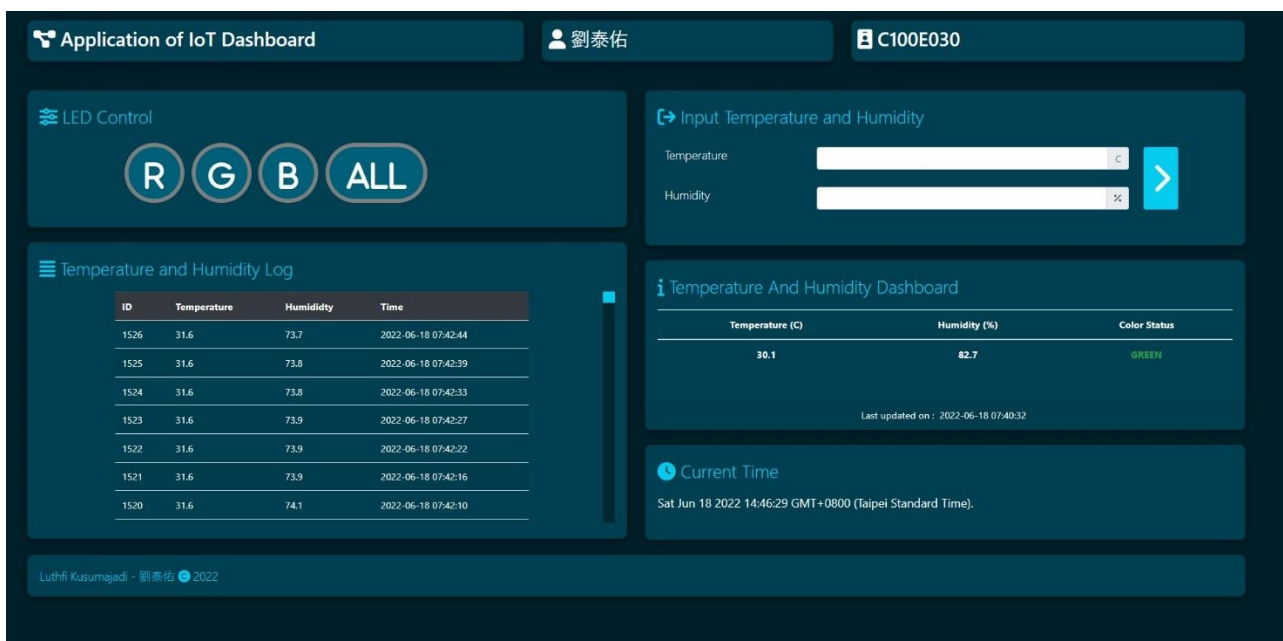 Application of IoT Dashboard
劉泰佑
C100E030
LED Control
R G B ALL
Input Temperature and Humidity
Temperature C
Humidity %
Temperature and Humidity Log
ID Temperature Humididty Time
1526 31.6 73.7 2022-06-18 07:42:44
1525 31.6 73.8 2022-06-18 07:42:39
1524 31.6 73.8 2022-06-18 07:42:33
1523 31.6 73.9 2022-06-18 07:42:27
1522 31.6 73.9 2022-06-18 07:42:22
1521 31.6 73.9 2022-06-18 07:42:16
1520 31.6 74.1 2022-06-18 07:42:10
Temperature And Humidity Dashboard
Temperature (C) Humidity (%) Color Status
30.1 82.7 GREEN
Last updated on : 2022-06-18 07:40:32
Current Time
Sat Jun 18 2022 14:46:29 GMT+0800 (Taipei Standard Time).
Luthfi Kusumajadi - 劉泰佑 © 2022